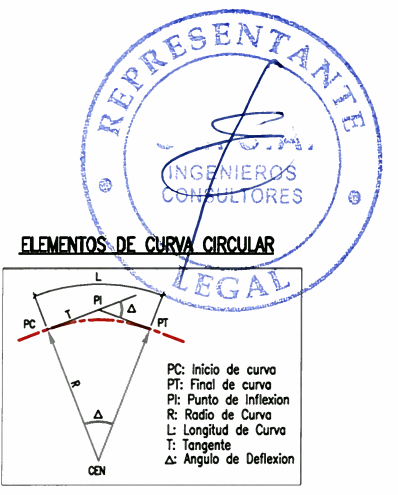 REPRESENTANTE
INGENIEROS
CONSULTORES
LEGAL
ELEMENTOS DE CURVA CIRCULAR
L
PI
T
Δ
PC
PT
R
Δ
CEN
PC: Inicio de curva
PT: Final de curva
PI: Punto de Inflexion
R: Radio de Curva
L: Longitud de Curva
T: Tangente
Δ: Angulo de Deflexion